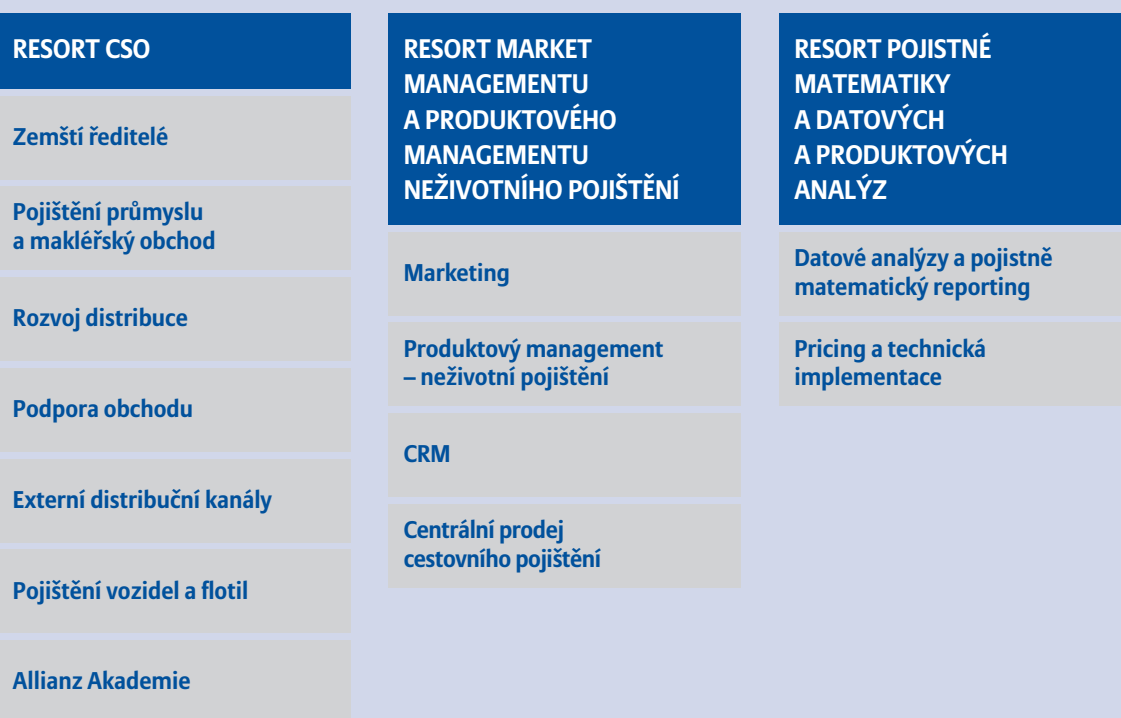 RESORT CSO
Zemští ředitelé
Pojištění průmyslu
a makléřský obchod
Rozvoj distribuce
Podpora obchodu
Externí distribuční kanály
Pojištění vozidel a flotil
Allianz Akademie
RESORT MARKET
MANAGEMENTU
A PRODUKTOVÉHO
MANAGEMENTU
NEŽIVOTNÍHO POJIŠTĚNÍ
Marketing
Produktový management
– neživotní pojištění
CRM
Centrální prodej
cestovního pojištění
RESORT POJISTNÉ
MATEMATIKY
A DATOVÝCH
A PRODUKTOVÝCH
ANALÝZ
Datové analýzy a pojistně
matematický reporting
Pricing a technická
implementace